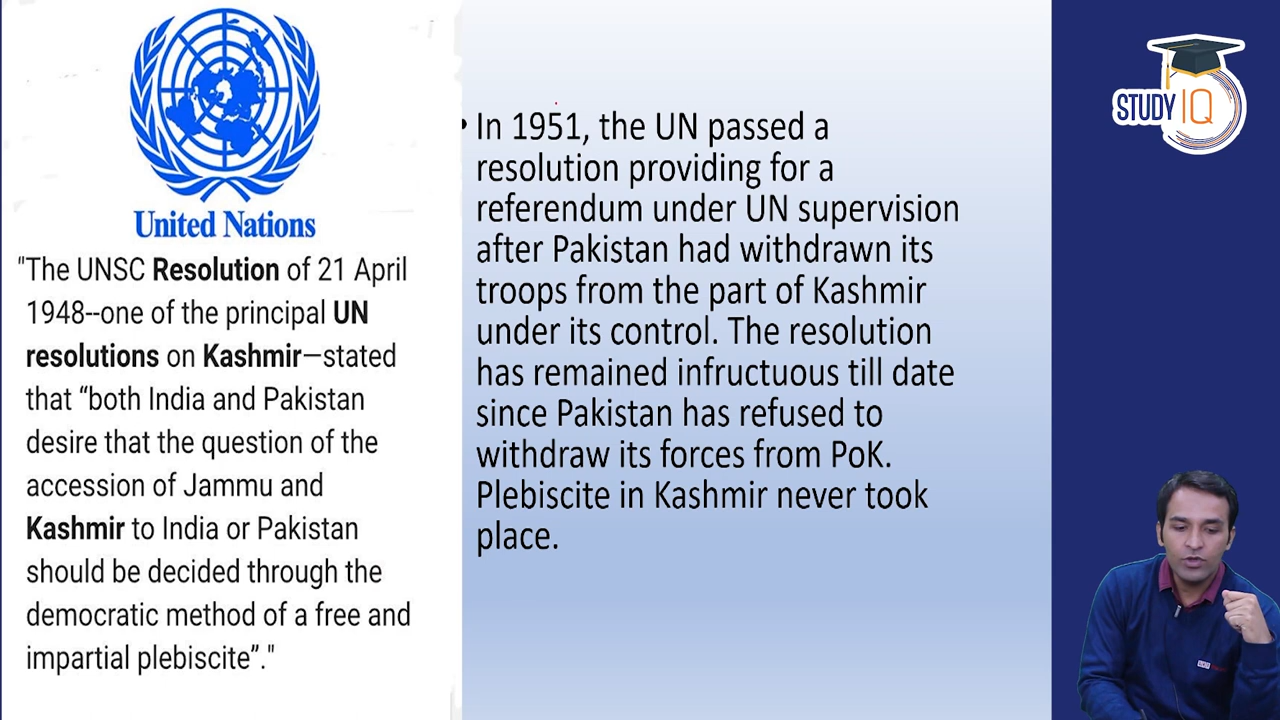 United Nations
"The UNSC Resolution of 21 April
1948--one of the principal UN
resolutions on Kashmir—stated
that “both India and Pakistan
desire that the question of the
accession of Jammu and
Kashmir to India or Pakistan
should be decided through the
democratic method of a free and
impartial plebiscite”."
• In 1951, the UN passed a
resolution providing for a
referendum under UN supervision
after Pakistan had withdrawn its
troops from the part of Kashmir
under its control. The resolution
has remained infructuous till date
since Pakistan has refused to
withdraw its forces from PoK.
Plebiscite in Kashmir never took
place.
STUDY IQ